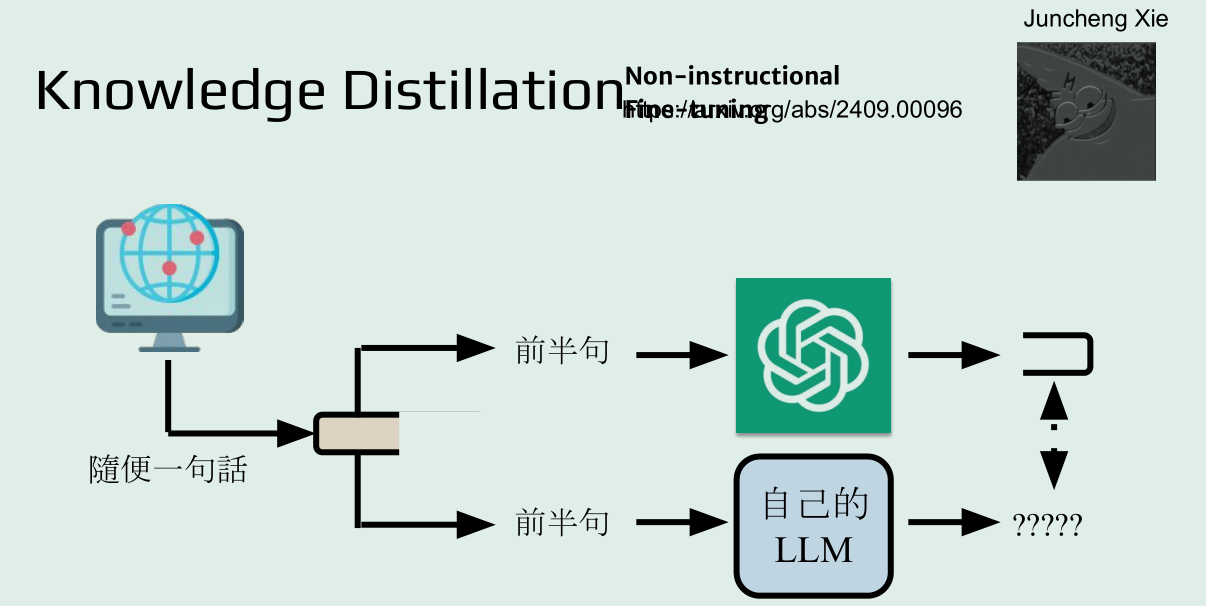 Juncheng Xie
Knowledge Distillation
Non-instructional
Fine-tuning
https://arxiv.org/abs/2409.00096
前半句
隨便一句話
自己的
LLM
前半句
?????